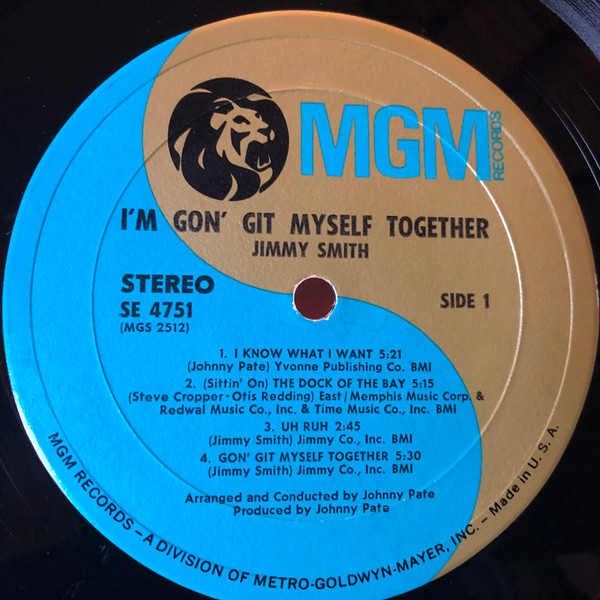 MGM
RECORDS
I'M GON' GIT MYSELF TOGETHER
JIMMY SMITH
STEREO
SE 4751
(MGS 2512)
SIDE 1
1. I KNOW WHAT I WANT 5:21
(Johnny Pate) Yvonne Publishing Co. BMI
2. (Sittin' On) THE DOCK OF THE BAY 5:15
(Steve Cropper-Otis Redding) East/Memphis Music Corp. &
Redwal Music Co., Inc. & Time Music Co., Inc. BMI
3. UH RUH 2:45
(Jimmy Smith) Jimmy Co., Inc. BMI
4. GON' GIT MYSELF TOGETHER 5:30
(Jimmy Smith) Jimmy Co., Inc. BMI
Arranged and Conducted by Johnny Pate
Produced by Johnny Pate
MGM RECORDS – A DIVISION OF METRO-GOLDWYN-MAYER, INC. – Made in U. S. A.